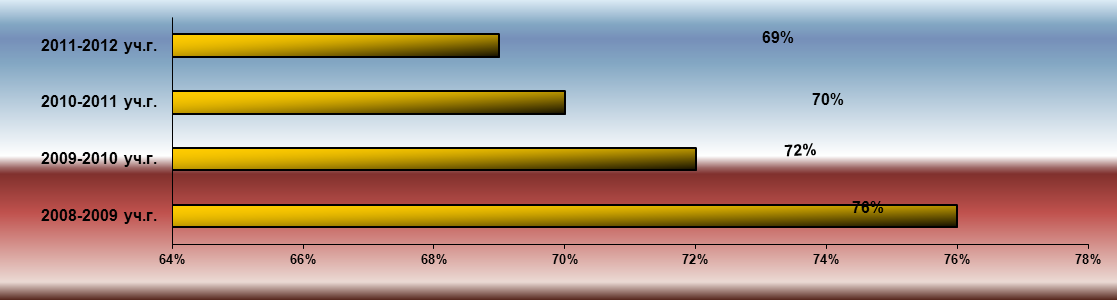 2011-2012 уч.г. 69%
2010-2011 уч.г. 70%
2009-2010 уч.г. 72%
2008-2009 уч.г. 76%
64% 66% 68% 70% 72% 74% 76% 78%